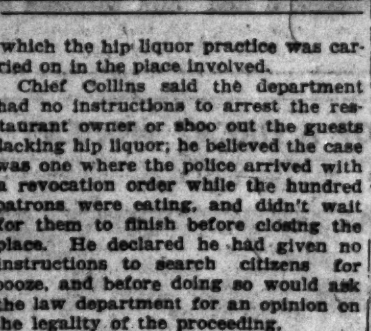 which the hip liquor practice was car-
ried on in the place involved.
Chief Collins said the department
had no instructions to arrest the res-
taurant owner or shoo out the guests
lacking hip liquor; he believed the case
was one where the police arrived with
a revocation order while the hundred
patrons were eating, and didn't wait
for them to finish before closing the
place. He declared he had given no
instructions to search citizens for
booze, and before doing so would ask
the law department for an opinion on
the legality of the proceeding.